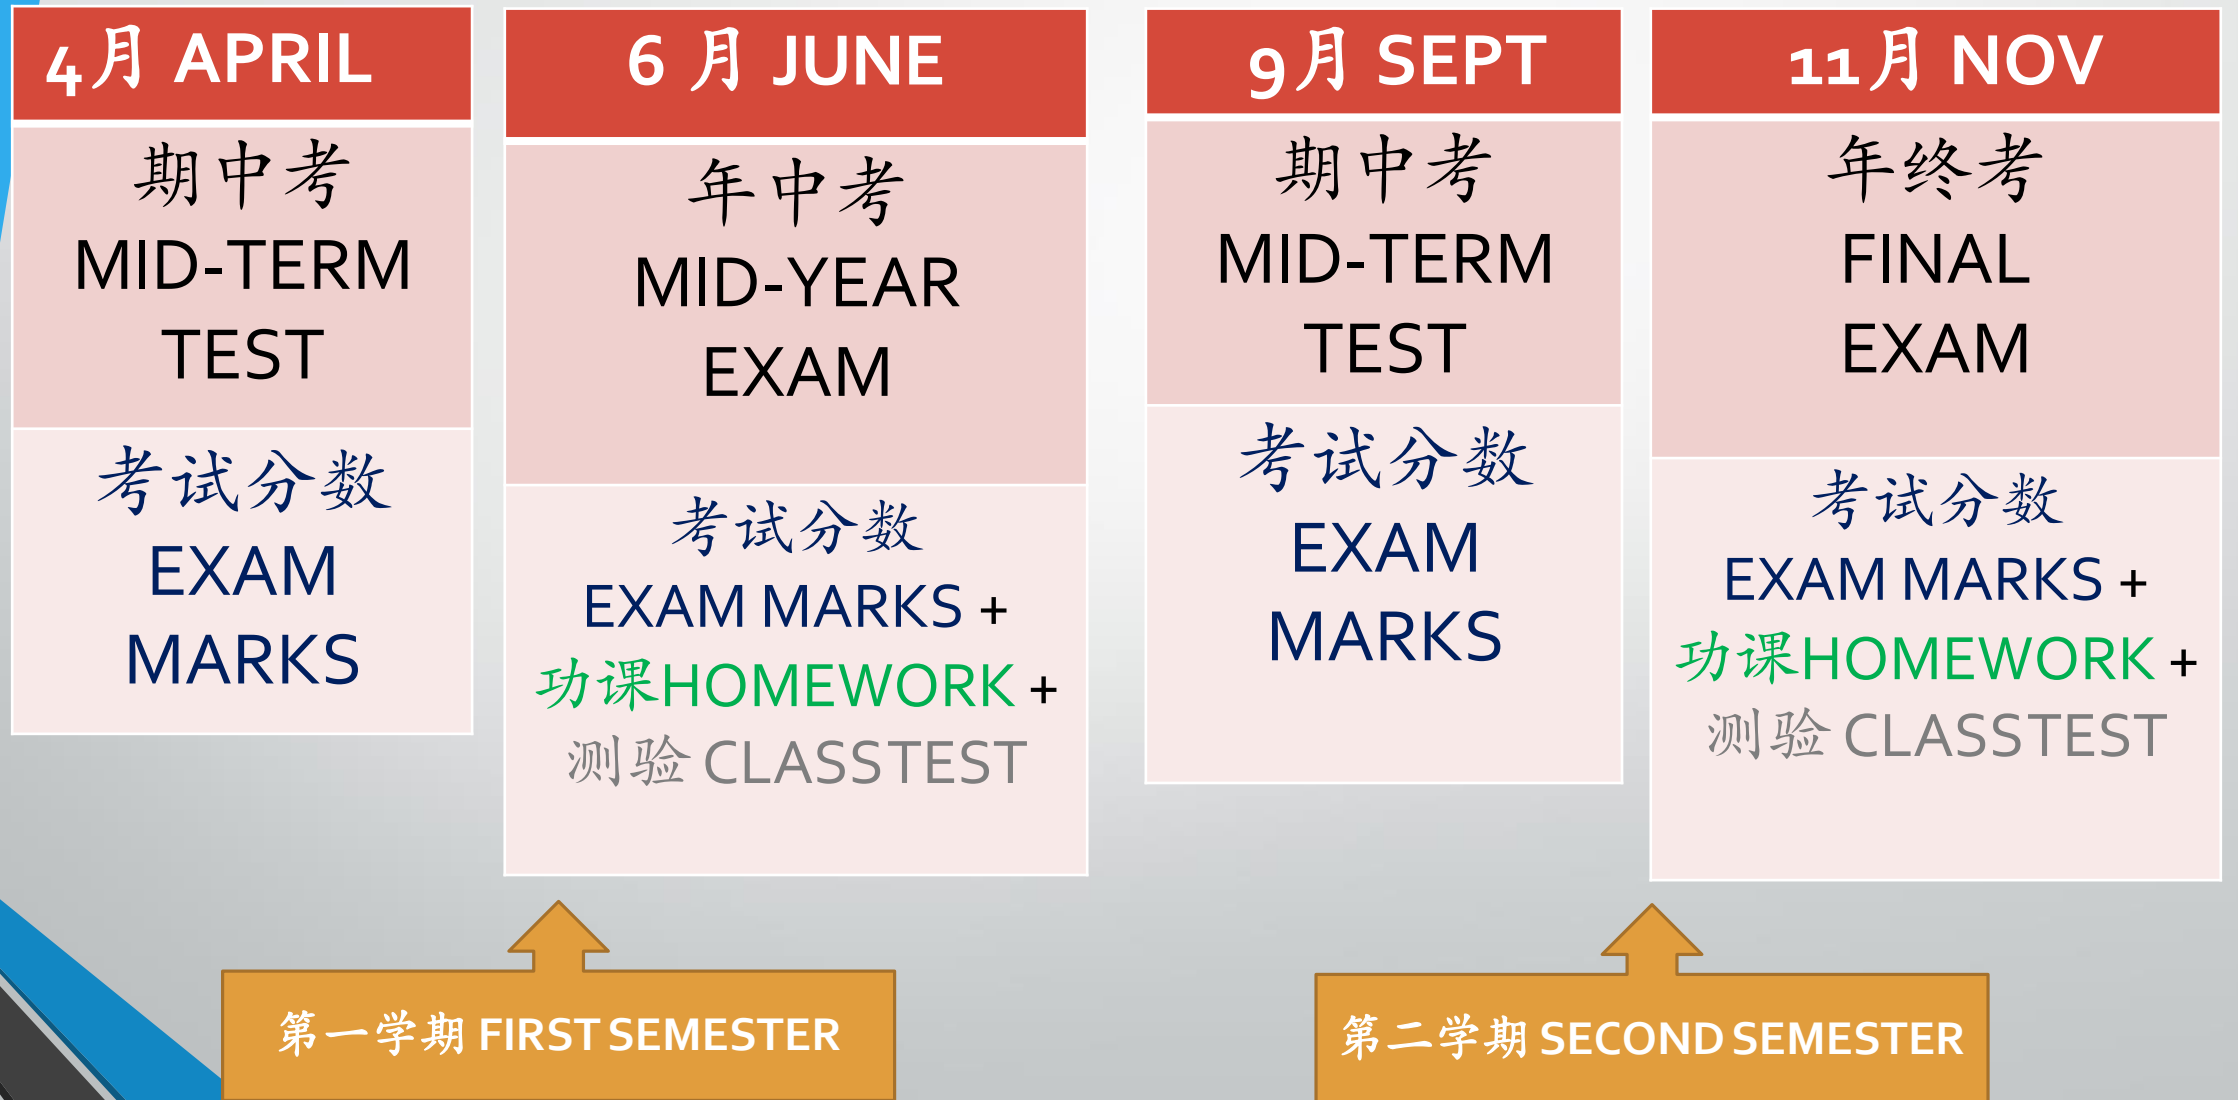 4月 APRIL
期中考
MID-TERM
TEST
考试分数
EXAM
MARKS
6 月 JUNE
年中考
MID-YEAR
EXAM
考试分数
EXAM MARKS +
功课HOMEWORK +
测验 CLASSTEST
9月 SEPT
期中考
MID-TERM
TEST
考试分数
EXAM
MARKS
11月 NOV
年终考
FINAL
EXAM
考试分数
EXAM MARKS +
功课HOMEWORK +
测验 CLASSTEST
第一学期 FIRST SEMESTER
第二学期 SECOND SEMESTER